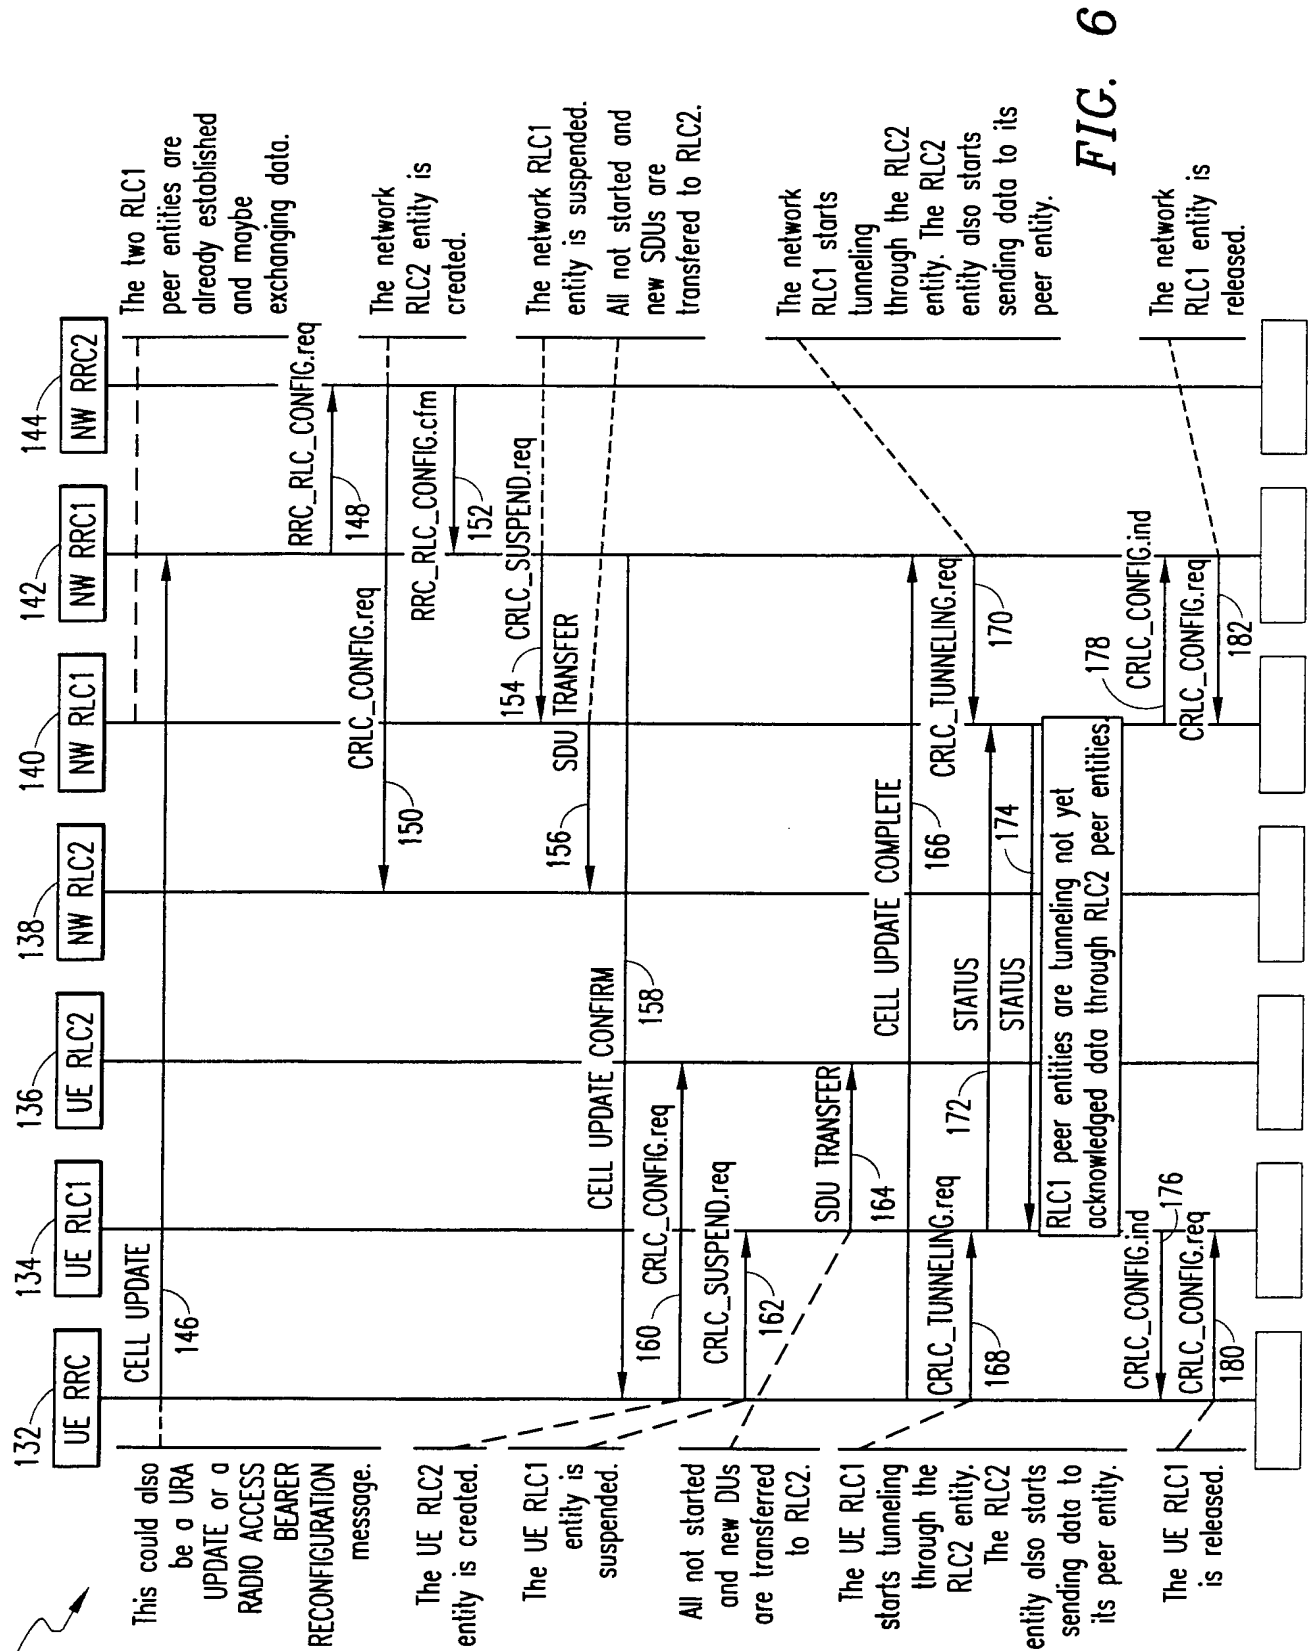 132
134
136
138
140
142
144
UE RRC
UE RLC1
UE RLC2
NW RLC2
NW RLC1
NW RRC1
NW RRC2
This could also
be a URA
UPDATE or a
RADIO ACCESS
BEARER
RECONFIGURATION
message.
The UE RLC2
entity is created.
The UE RLC1
entity is
suspended.
All not started
and new DUs
are transferred
to RLC2.
The UE RLC1
starts tunneling
through the
RLC2 entity.
The RLC2
entity also starts
sending data to
its peer entity.
The UE RLC1
is released.
CELL UPDATE
146
RRC_RLC_CONFIG.req
148
CRLC_CONFIG.req
150
RRC_RLC_CONFIG.cfm
152
CRLC_SUSPEND.req
154
SDU TRANSFER
156
CELL UPDATE CONFIRM
158
CRLC_CONFIG.req
160
CRLC_SUSPEND.req
162
SDU TRANSFER
164
CELL UPDATE COMPLETE
166
CRLC_TUNNELING.req
168
CRLC_TUNNELING.req
170
STATUS
172
STATUS
174
RLC1 peer entities are tunneling not yet
acknowledged data through RLC2 peer entities.
CRLC_CONFIG.ind
176
CRLC_CONFIG.ind
178
CRLC_CONFIG.req
180
CRLC_CONFIG.req
182
The two RLC1
peer entities are
already established
and maybe
exchanging data.
The network
RLC2 entity is
created.
The network RLC1
entity is suspended.
All not started and
new SDUs are
transfered to RLC2.
The network
RLC1 starts
tunneling
through the RLC2
entity. The RLC2
entity also starts
sending data to its
peer entity.
The network
RLC1 entity is
released.
FIG. 6